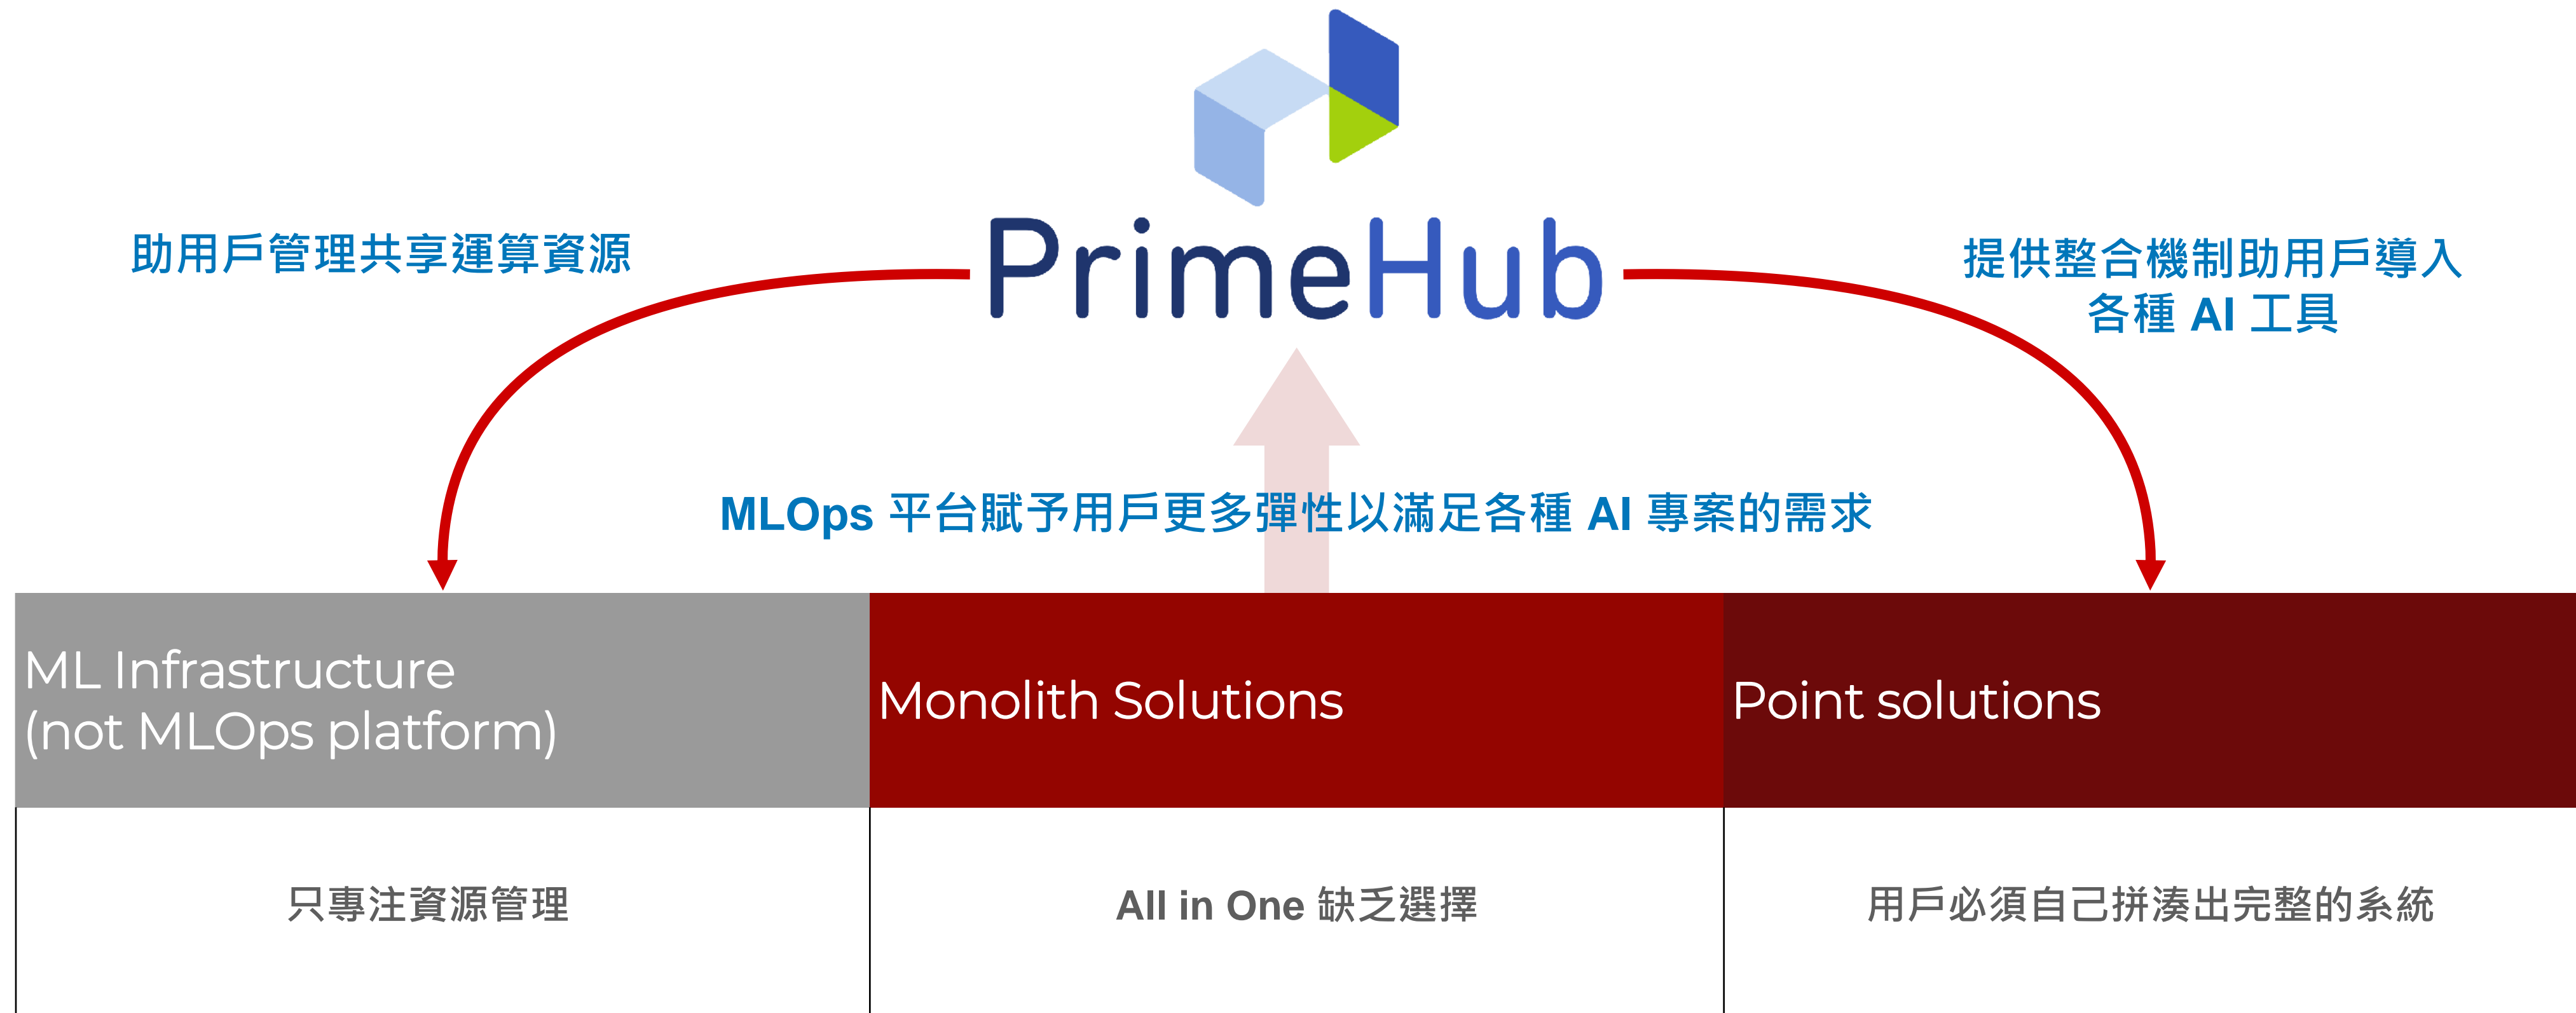 PrimeHub
助用戶管理共享運算資源
提供整合機制助用戶導入
各種 AI 工具
MLOps 平台賦予用戶更多彈性以滿足各種 AI 專案的需求
ML Infrastructure
(not MLOps platform)
Monolith Solutions
Point solutions
只專注資源管理
All in One 缺乏選擇
用戶必須自己拼湊出完整的系統